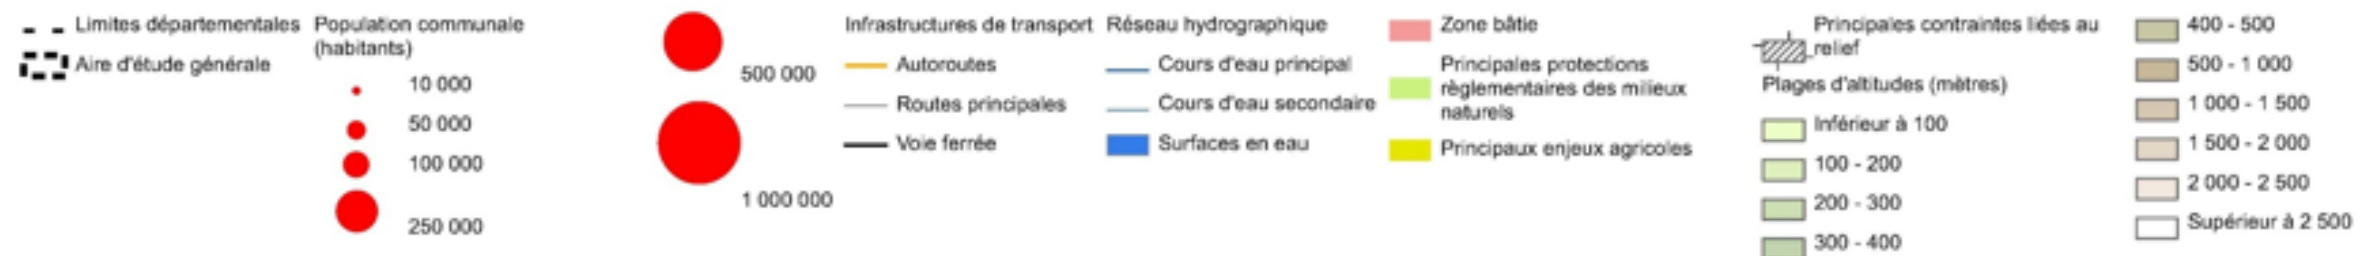 Limites départementales
Aire d'étude générale
Population communale
(habitants)
10 000
50 000
100 000
250 000
500 000
1 000 000
Infrastructures de transport
Autoroutes
Routes principales
Voie ferrée
Réseau hydrographique
Cours d'eau principal
Cours d'eau secondaire
Surfaces en eau
Zone bâtie
Principales protections
règlementaires des milieux
naturels
Principaux enjeux agricoles
Principales contraintes liées au
relief
Plages d'altitudes (mètres)
Inférieur à 100
100 - 200
200 - 300
300 - 400
400 - 500
500 - 1 000
1 000 - 1 500
1 500 - 2 000
2 000 - 2 500
Supérieur à 2 500